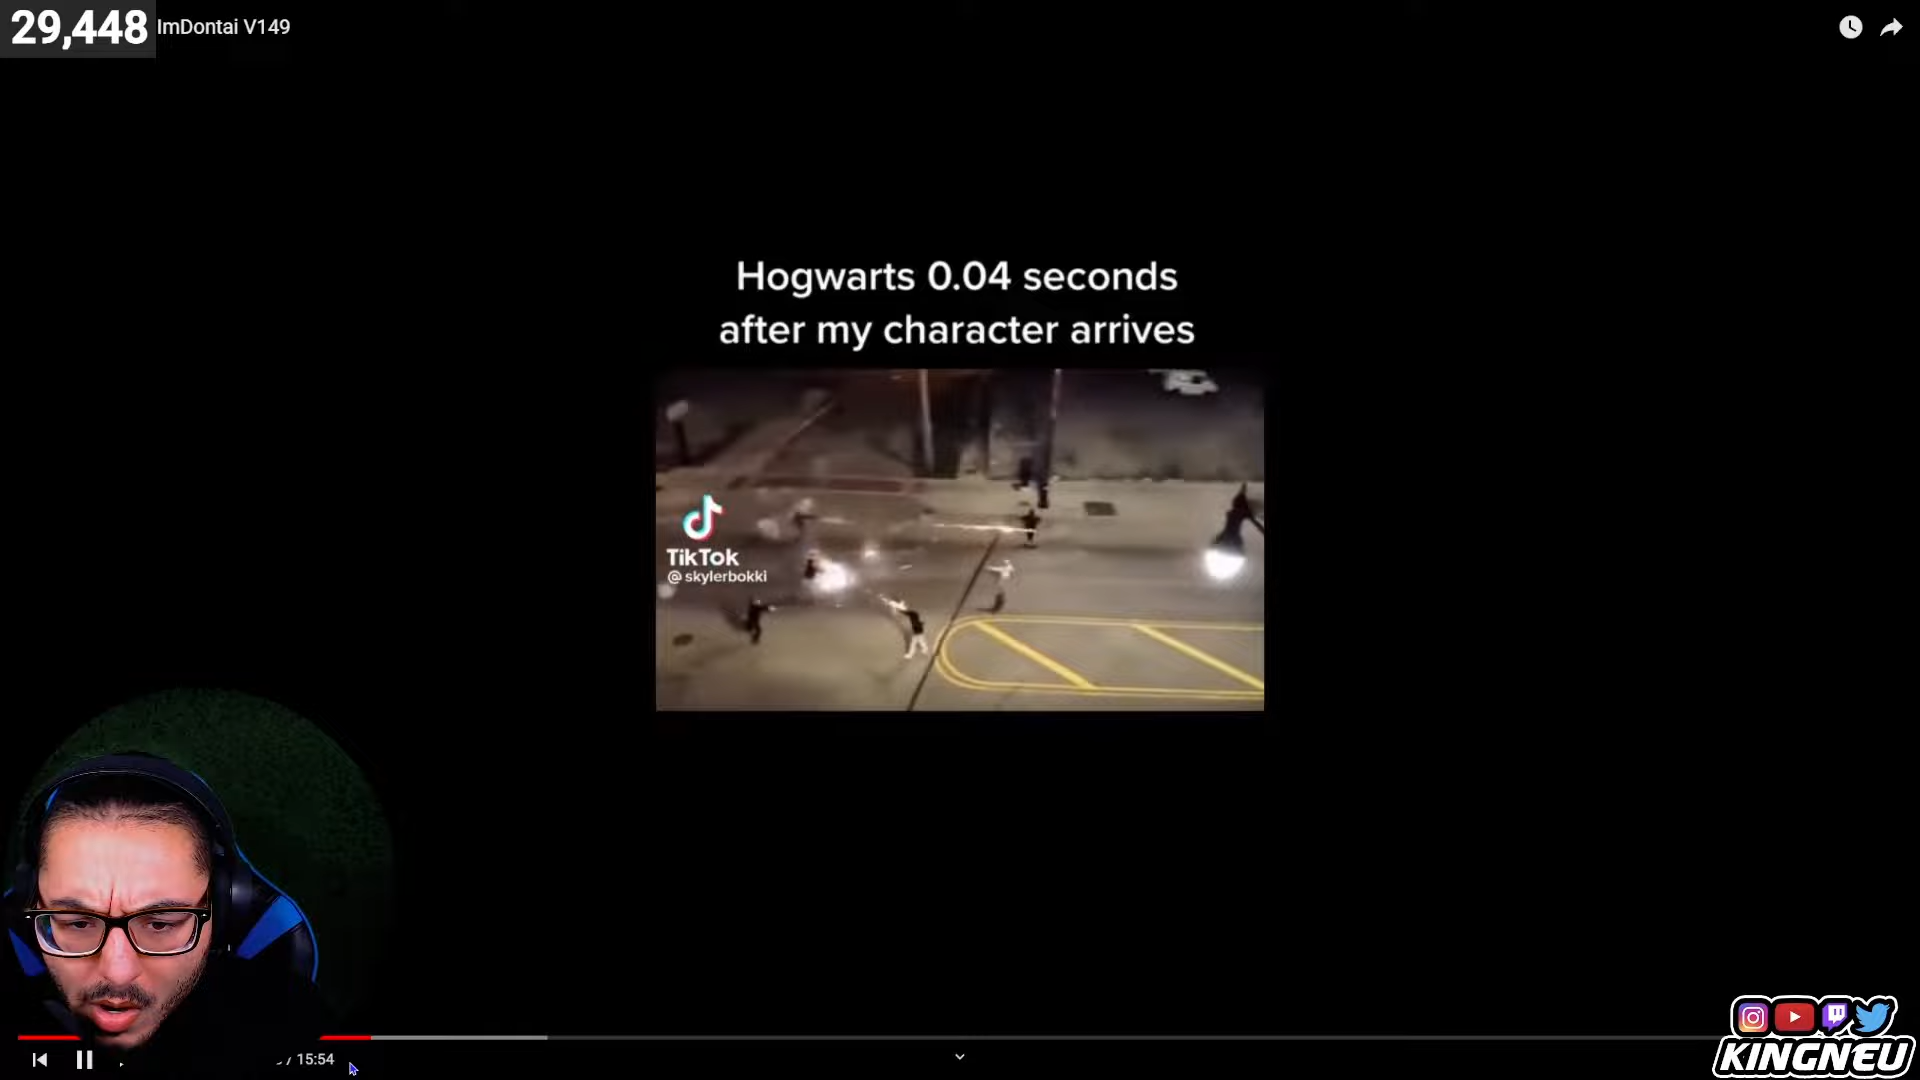 29,448 ImDontai V149
Hogwarts 0.04 seconds
after my character arrives
TikTok
@ skylerbokki
/ 15:54
KINGNEU